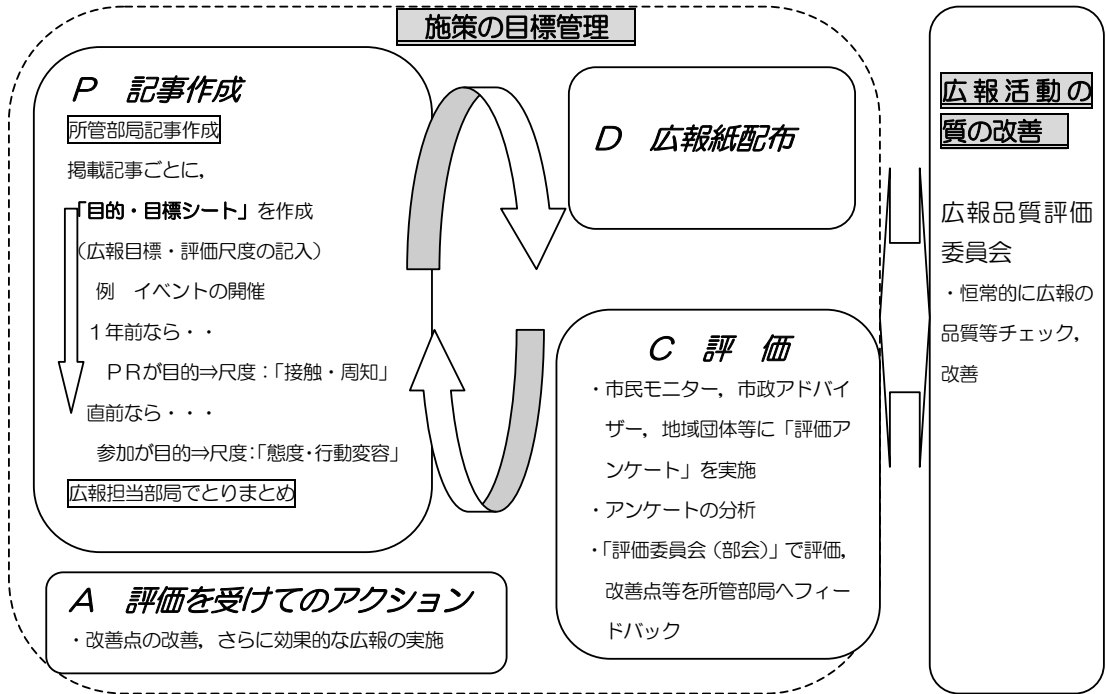 施策の目標管理
P　記事作成
所管部局記事作成
掲載記事ごとに，
「目的・目標シート」を作成
（広報目標・評価尺度の記入）
例　イベントの開催
１年前なら・・
ＰＲが目的⇒尺度：「接触・周知」
直前なら・・・
参加が目的⇒尺度：「態度・行動変容」
広報担当部局でとりまとめ
D　広報紙配布
C　評　価
・市民モニター，市政アドバイ
ザー，地域団体等に「評価ア
ンケート」を実施
・アンケートの分析
・「評価委員会（部会）」で評価，
改善点等を所管部局へフィー
ドバック
A　評価を受けてのアクション
・改善点の改善，さらに効果的な広報の実施
広報活動の
質の改善
広報品質評価
委員会
・恒常的に広報の
品質等チェック，
改善